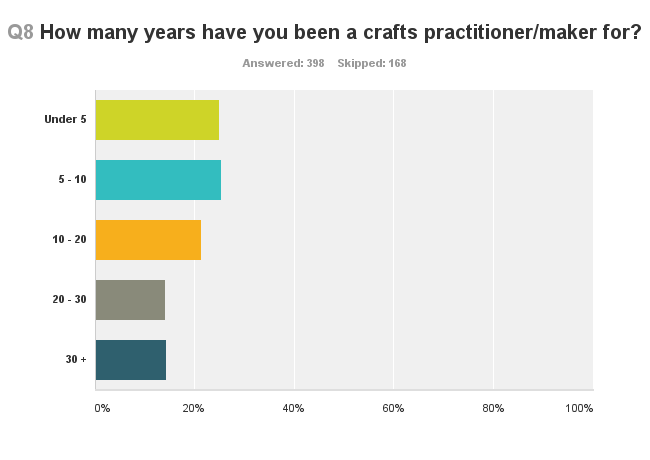 Q8 How many years have you been a crafts practitioner/maker for?
Answered: 398 Skipped: 168
Under 5
5 - 10
10 - 20
20 - 30
30 +
0% 20% 40% 60% 80% 100%